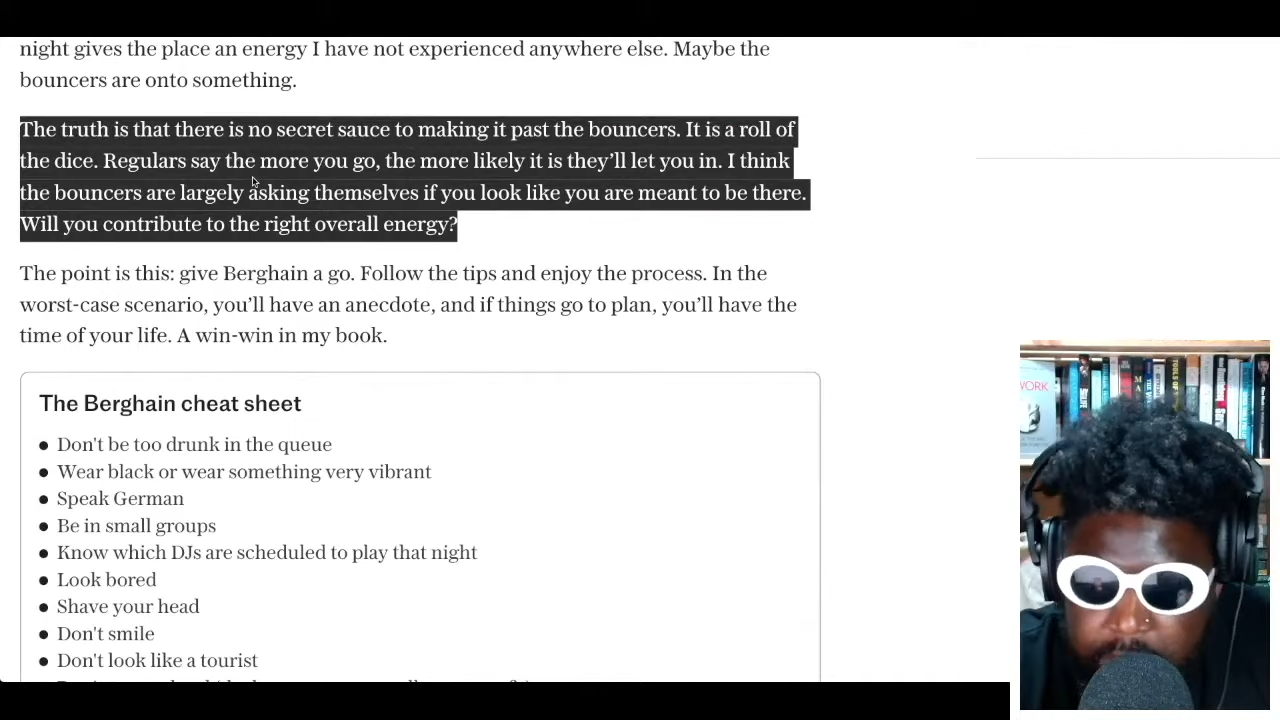 night gives the place an energy I have not experienced anywhere else. Maybe the
bouncers are onto something.
The truth is that there is no secret sauce to making it past the bouncers. It is a roll of
the dice. Regulars say the more you go, the more likely it is they’ll let you in. I think
the bouncers are largely asking themselves if you look like you are meant to be there.
Will you contribute to the right overall energy?
The point is this: give Berghain a go. Follow the tips and enjoy the process. In the
worst-case scenario, you’ll have an anecdote, and if things go to plan, you’ll have the
time of your life. A win-win in my book.
The Berghain cheat sheet
● Don't be too drunk in the queue
● Wear black or wear something very vibrant
● Speak German
● Be in small groups
● Know which DJs are scheduled to play that night
● Look bored
● Shave your head
● Don't smile
● Don't look like a tourist
WORK